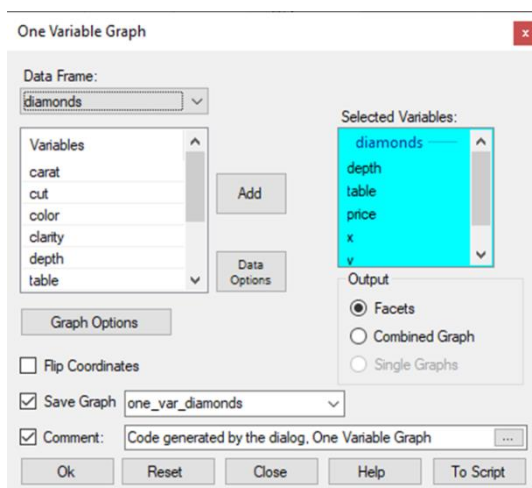 One Variable Graph
x
Data Frame:
diamonds
Selected Variables:
Variables
carat
cut
color
clarity
depth
table
Add
Data
Options
diamonds
depth
table
price
x
Output
Facets
Combined Graph
Single Graphs
Graph Options
Flip Coordinates
Save Graph one_var_diamonds
Comment: Code generated by the dialog, One Variable Graph ...
Ok Reset Close Help To Script